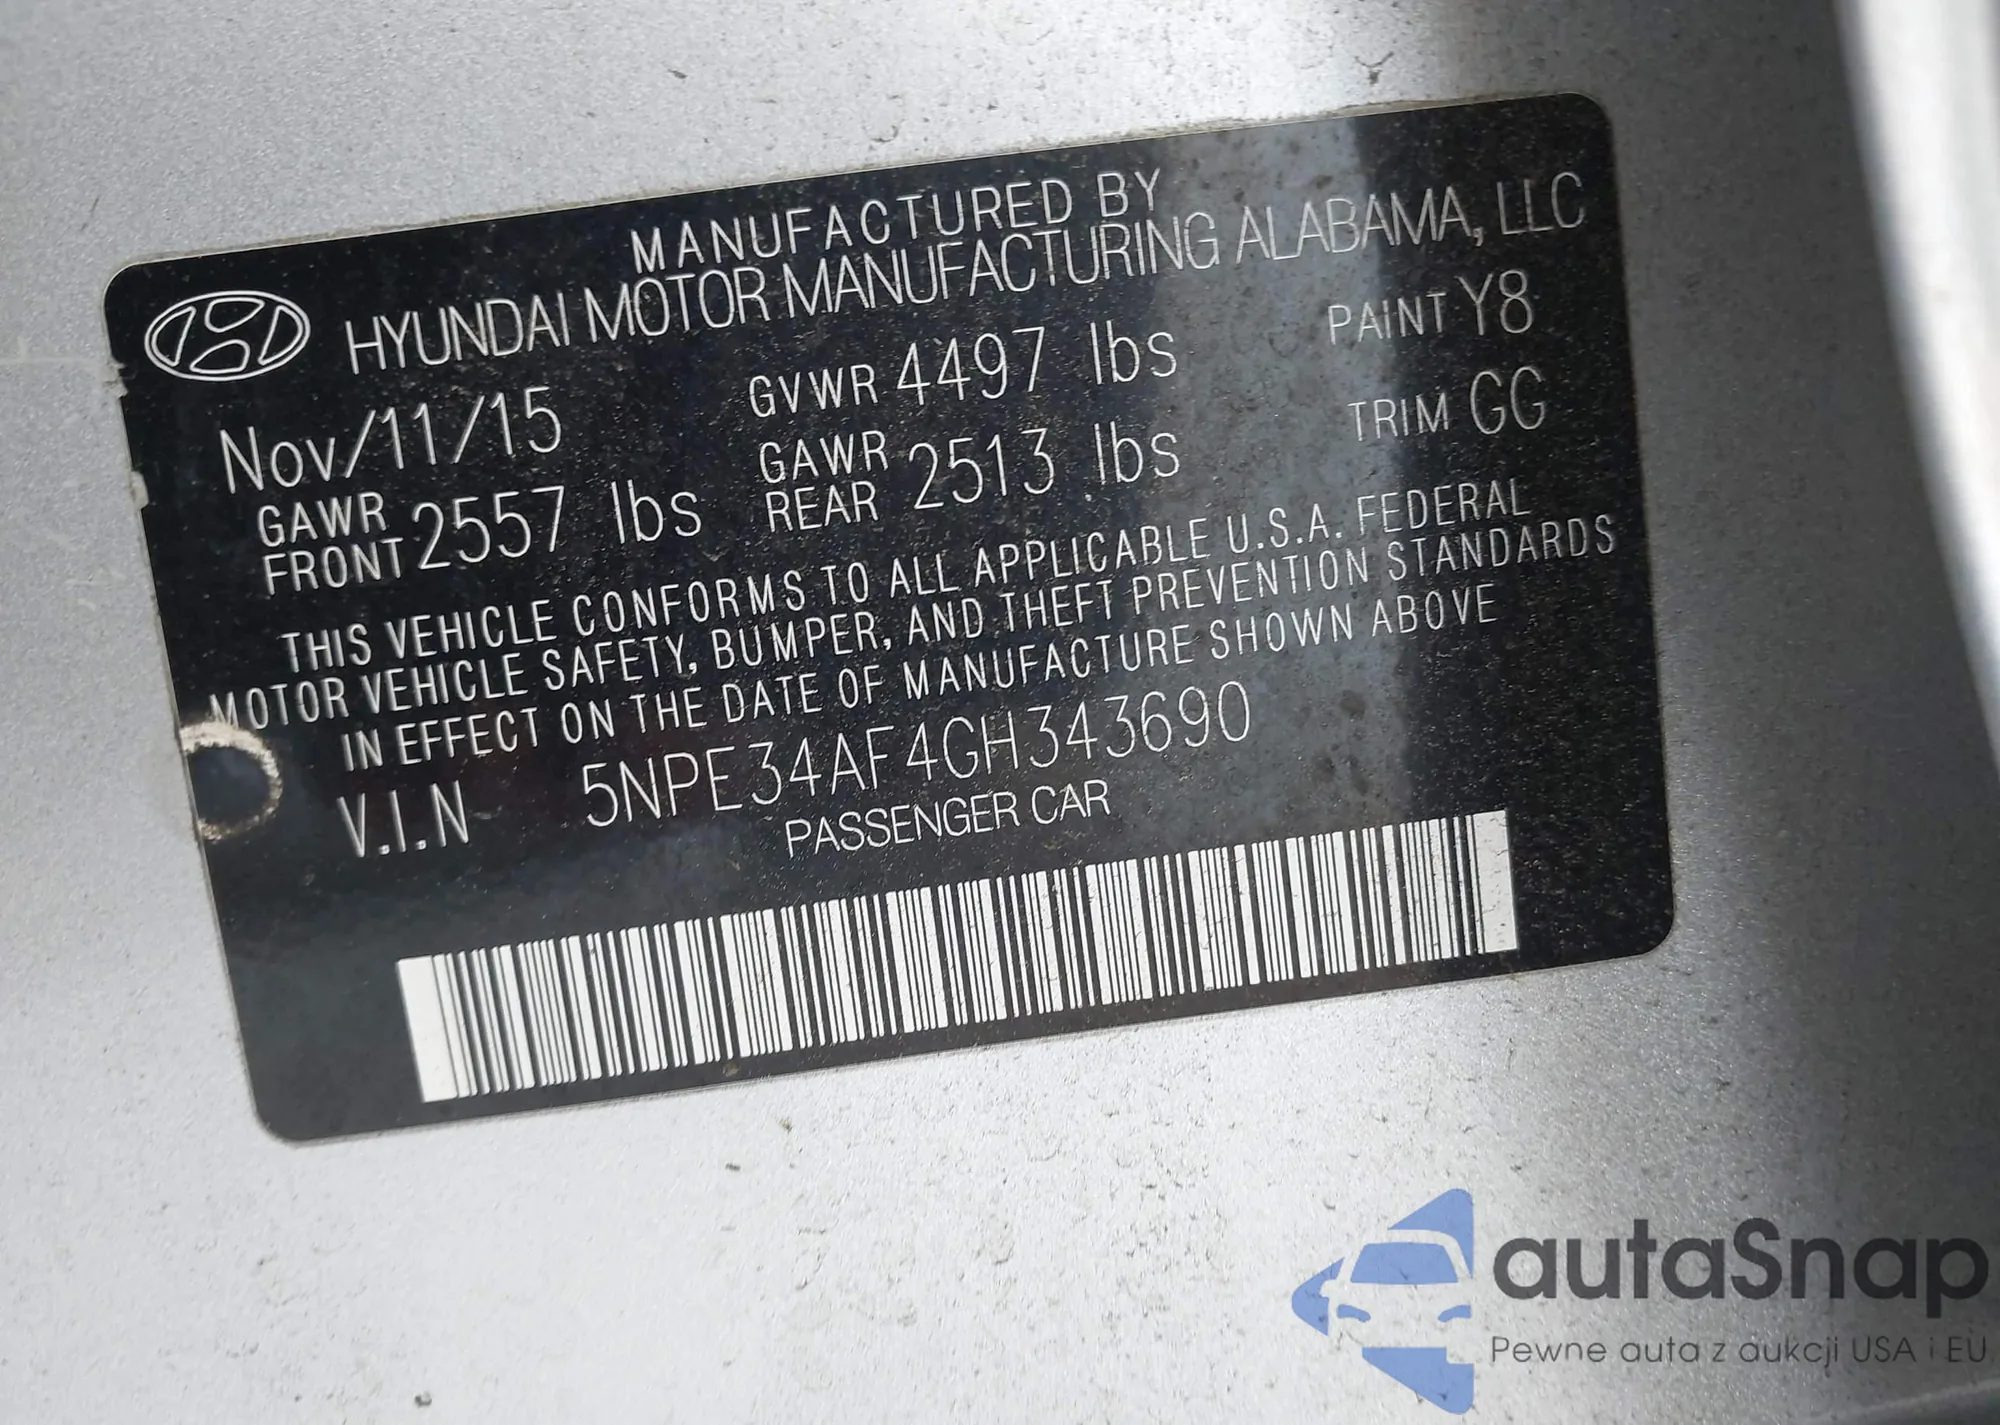 MANUFACTURED BY
HYUNDAI MOTOR MANUFACTURING ALABAMA, LLC
Nov/11/15 GVWR 4497 lbs PAINT Y8
GAWR FRONT 2557 lbs GAWR REAR 2513 lbs TRIM GG
THIS VEHICLE CONFORMS TO ALL APPLICABLE U.S.A. FEDERAL
MOTOR VEHICLE SAFETY, BUMPER, AND THEFT PREVENTION STANDARDS
IN EFFECT ON THE DATE OF MANUFACTURE SHOWN ABOVE
V.I.N 5NPE34AF4GH343690
PASSENGER CAR
autaSnap
Pewne auta z aukcji USA i EU